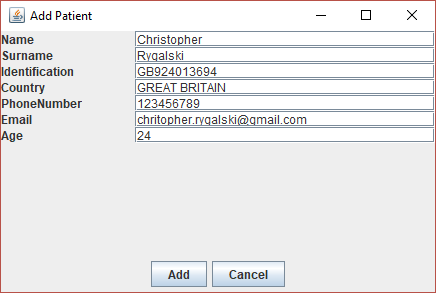 Add Patient
Name Christopher
Surname Rygalski
Identification GB924013694
Country GREAT BRITAIN
PhoneNumber 123456789
Email chritopher.rygalski@gmail.com
Age 24
Add Cancel